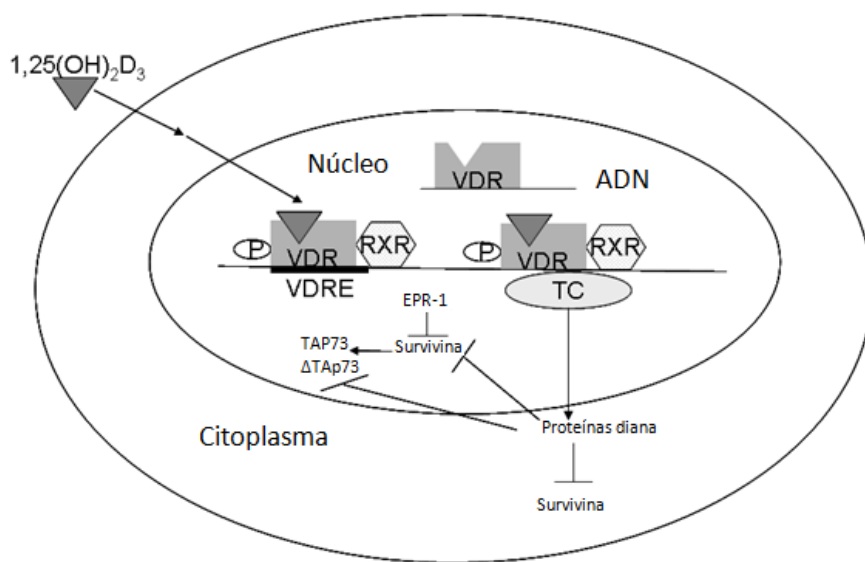 1,25(OH)₂D₃
Núcleo
VDR
ADN
P
VDR
RXR
P
VDR
RXR
VDRE
TC
EPR-1
TAP73
Survivina
ΔTAp73
Citoplasma
Proteínas diana
Survivina